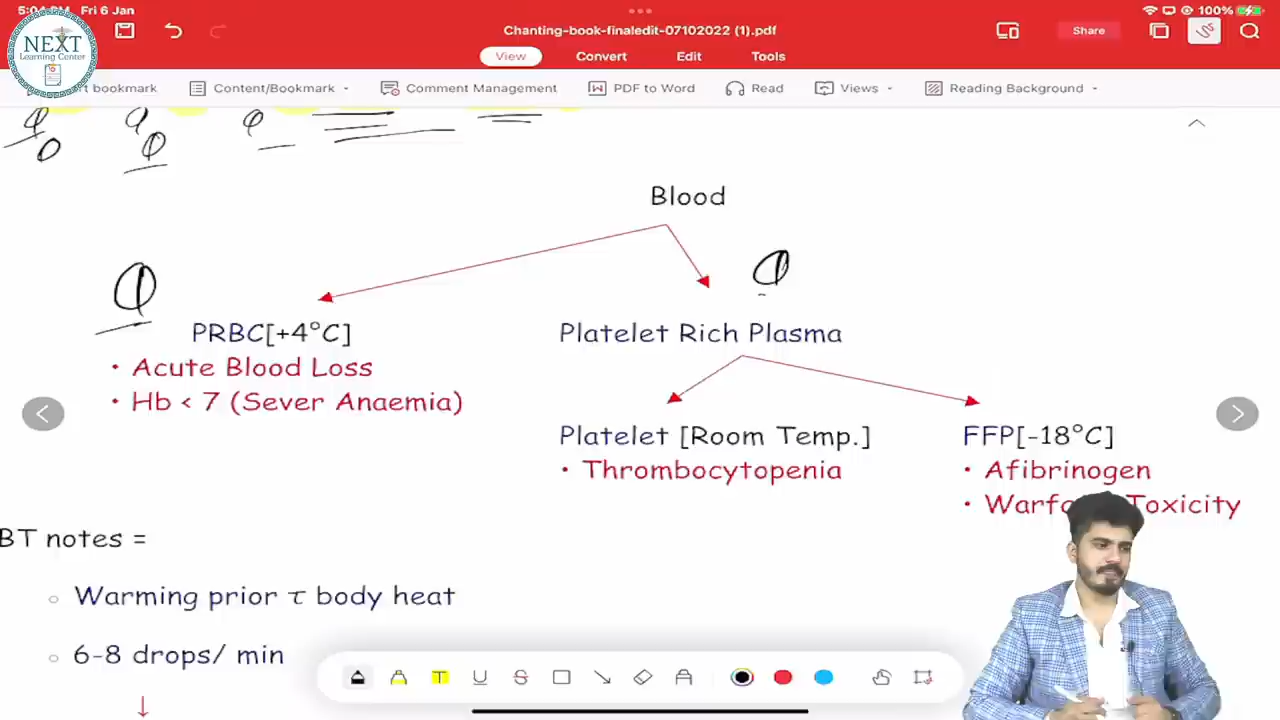 5:04 PM Fri 6 Jan
100%
NEXT
Learning Center
Chanting-book-finaledit-07102022 (1).pdf
Share
View
Convert
Edit
Tools
bookmark
Content/Bookmark
Comment Management
PDF to Word
Read
Views
Reading Background
Blood
PRBC[+4°C]
Platelet Rich Plasma
• Acute Blood Loss
• Hb < 7 (Sever Anaemia)
Platelet [Room Temp.]
FFP[-18°C]
• Thrombocytopenia
• Afibrinogen
• Toxicity
BT notes =
Warming prior τ body heat
6-8 drops/ min
↓